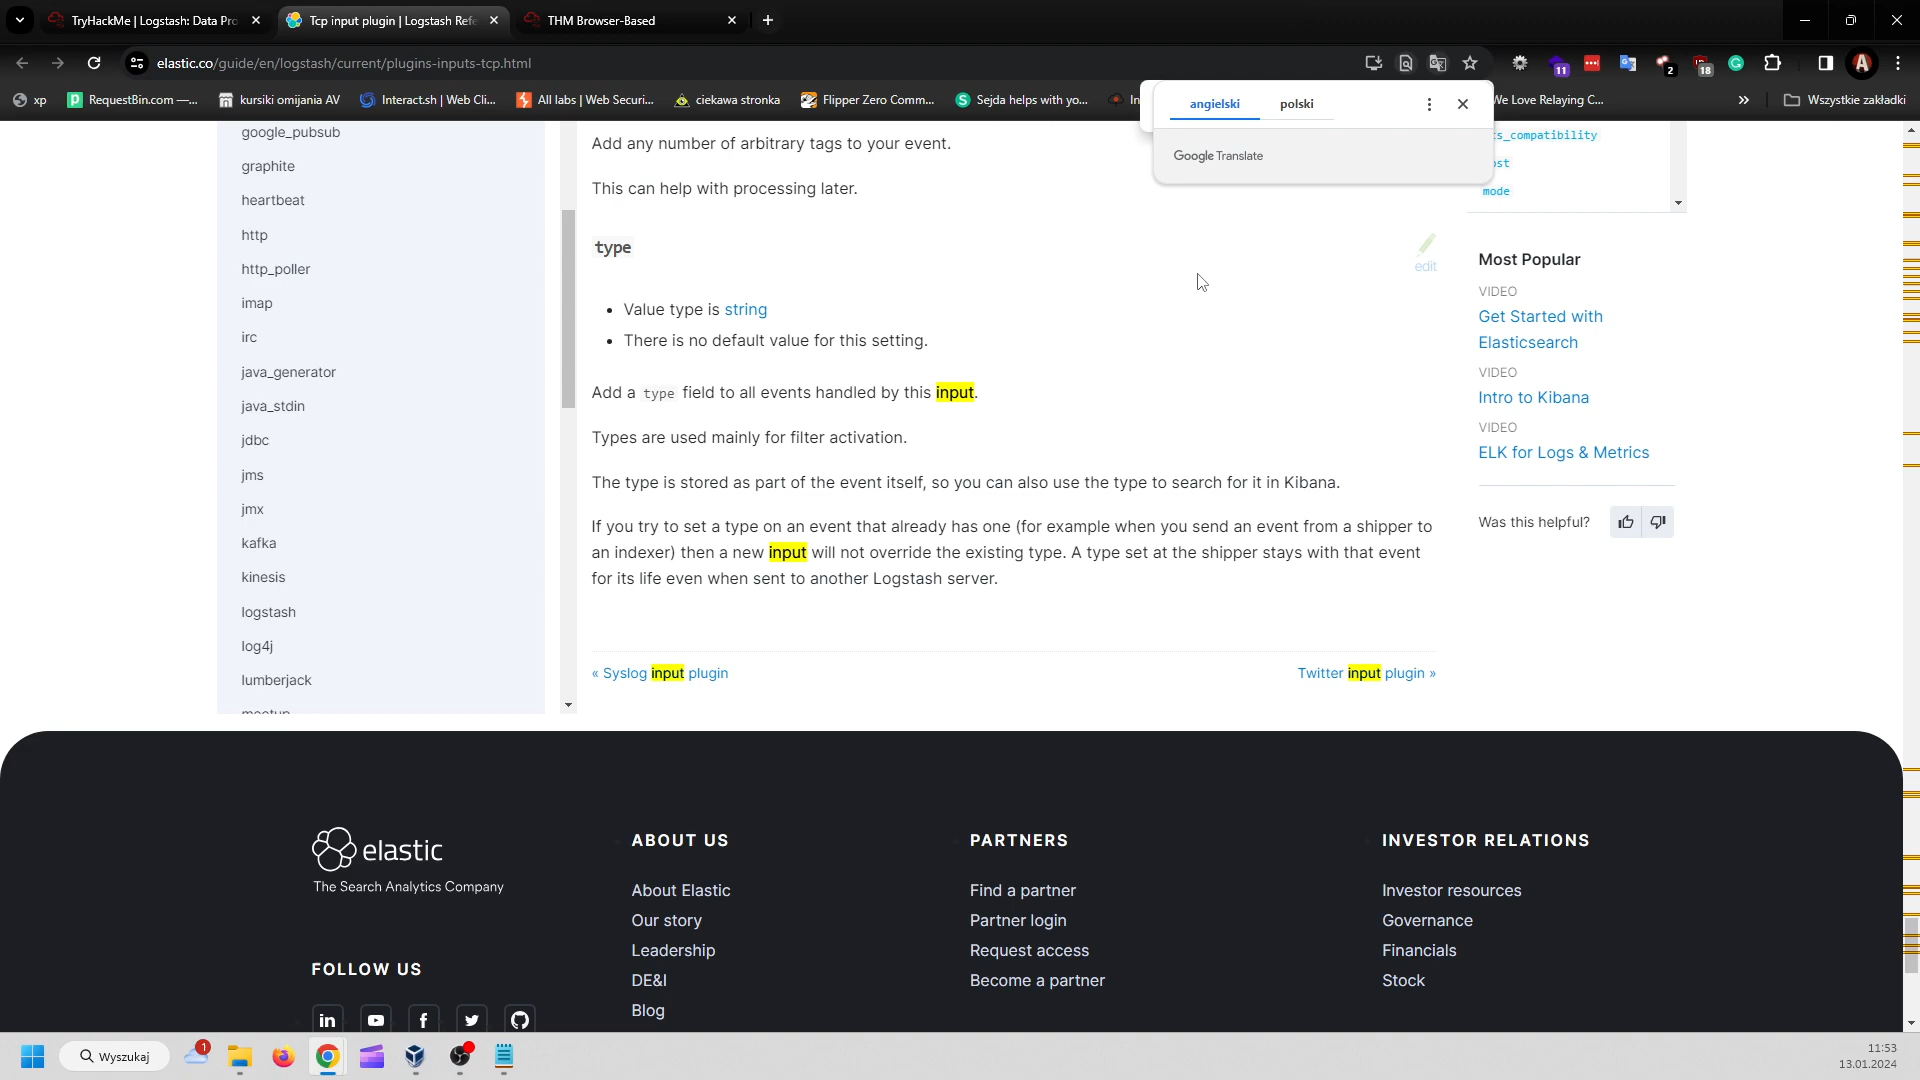 TryHackMe | Logstash: Data Pro
Tcp input plugin | Logstash Refe
THM Browser-Based
elastic.co/guide/en/logstash/current/plugins-inputs-tcp.html
11
2
18
A
xp
RequestBin.com —...
kursiki omijania AV
Interact.sh | Web Cli...
All labs | Web Securi...
ciekawa stronka
Flipper Zero Comm...
Sejda helps with yo...
In
We Love Relaying C...
»
Wszystkie zakładki
angielski
polski
Google Translate
google_pubsub
graphite
heartbeat
http
http_poller
imap
irc
java_generator
java_stdin
jdbc
jms
jmx
kafka
kinesis
logstash
log4j
lumberjack
Add any number of arbitrary tags to your event.
This can help with processing later.
type
edit
• Value type is string
• There is no default value for this setting.
Add a type field to all events handled by this input.
Types are used mainly for filter activation.
The type is stored as part of the event itself, so you can also use the type to search for it in Kibana.
If you try to set a type on an event that already has one (for example when you send an event from a shipper to
an indexer) then a new input will not override the existing type. A type set at the shipper stays with that event
for its life even when sent to another Logstash server.
« Syslog input plugin
Twitter input plugin »
s_compatibility
ost
mode
Most Popular
VIDEO
Get Started with
Elasticsearch
VIDEO
Intro to Kibana
VIDEO
ELK for Logs & Metrics
Was this helpful?
elastic
The Search Analytics Company
FOLLOW US
in
f
ABOUT US
About Elastic
Our story
Leadership
DE&I
Blog
PARTNERS
Find a partner
Partner login
Request access
Become a partner
INVESTOR RELATIONS
Investor resources
Governance
Financials
Stock
Wyszukaj
1
11:53
13.01.2024